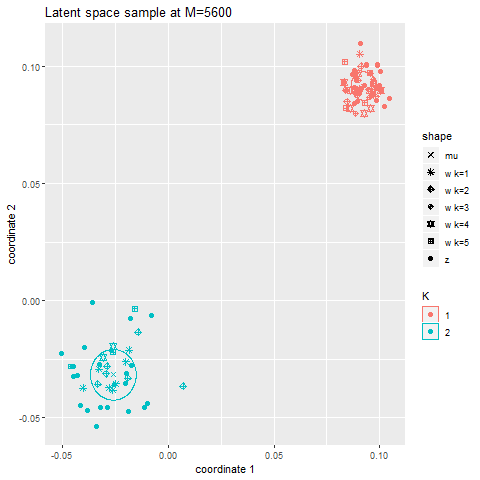 Latent space sample at M=5600
0.10
0.05
0.00
-0.05
-0.05
0.00
0.05
0.10
coordinate 1
coordinate 2
shape
mu
w k=1
w k=2
w k=3
w k=4
w k=5
z
K
1
2